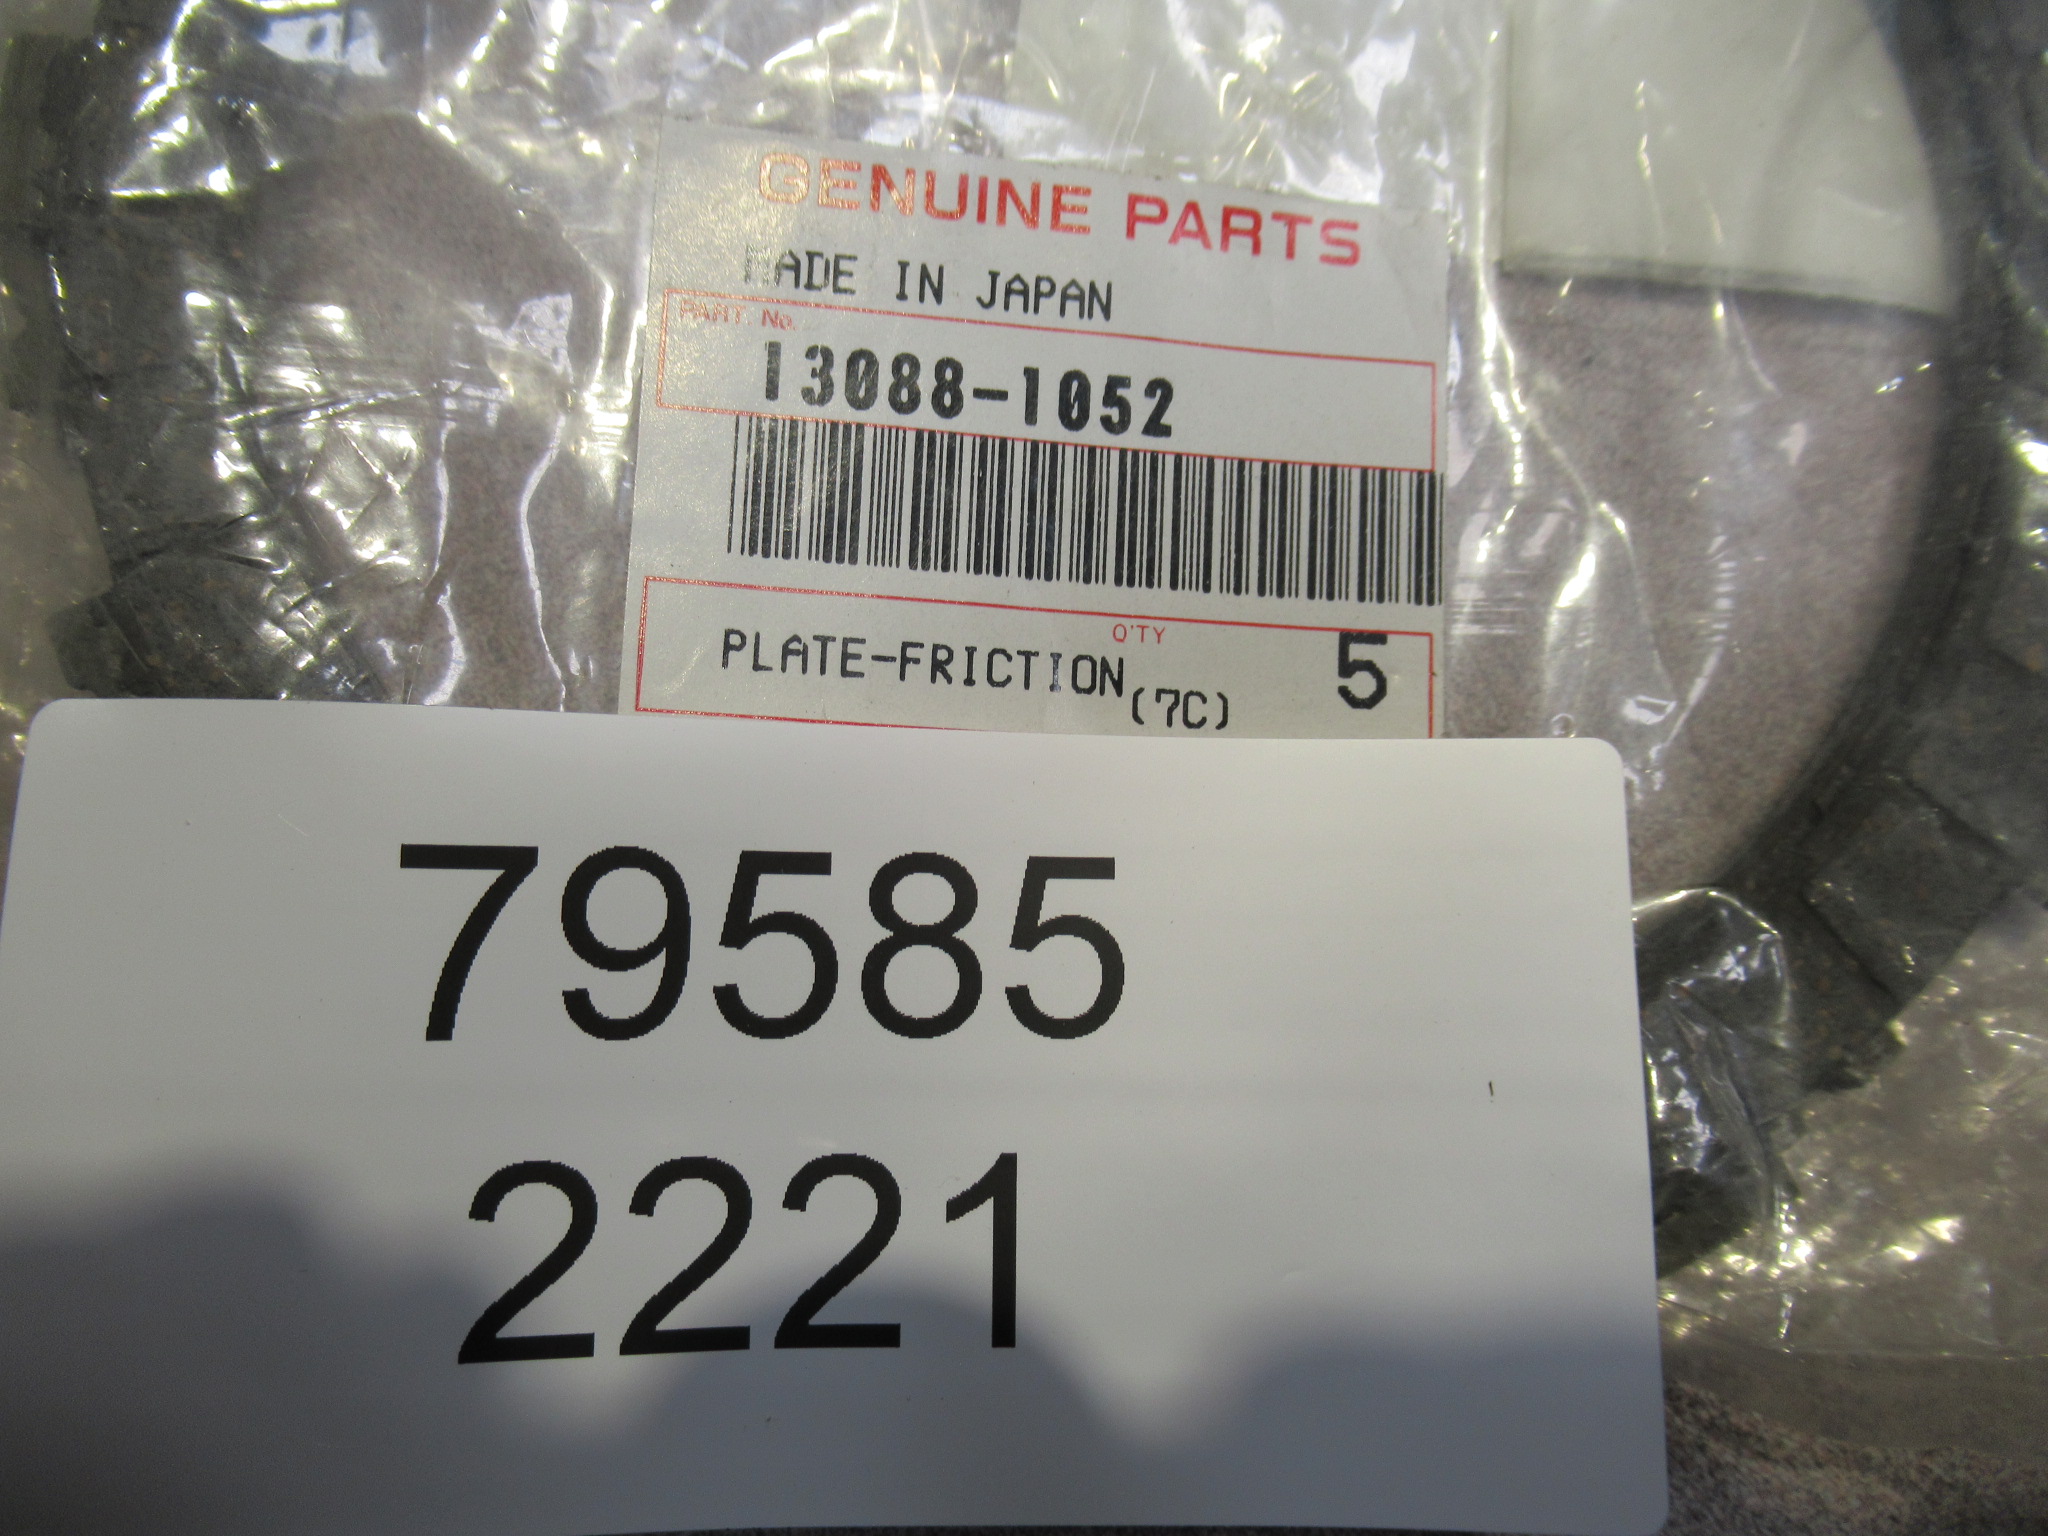 GENUINE PARTS
MADE IN JAPAN
PART. No.
13088-1052
Q'TY
PLATE-FRICTION 5
(7C)
79585
2221